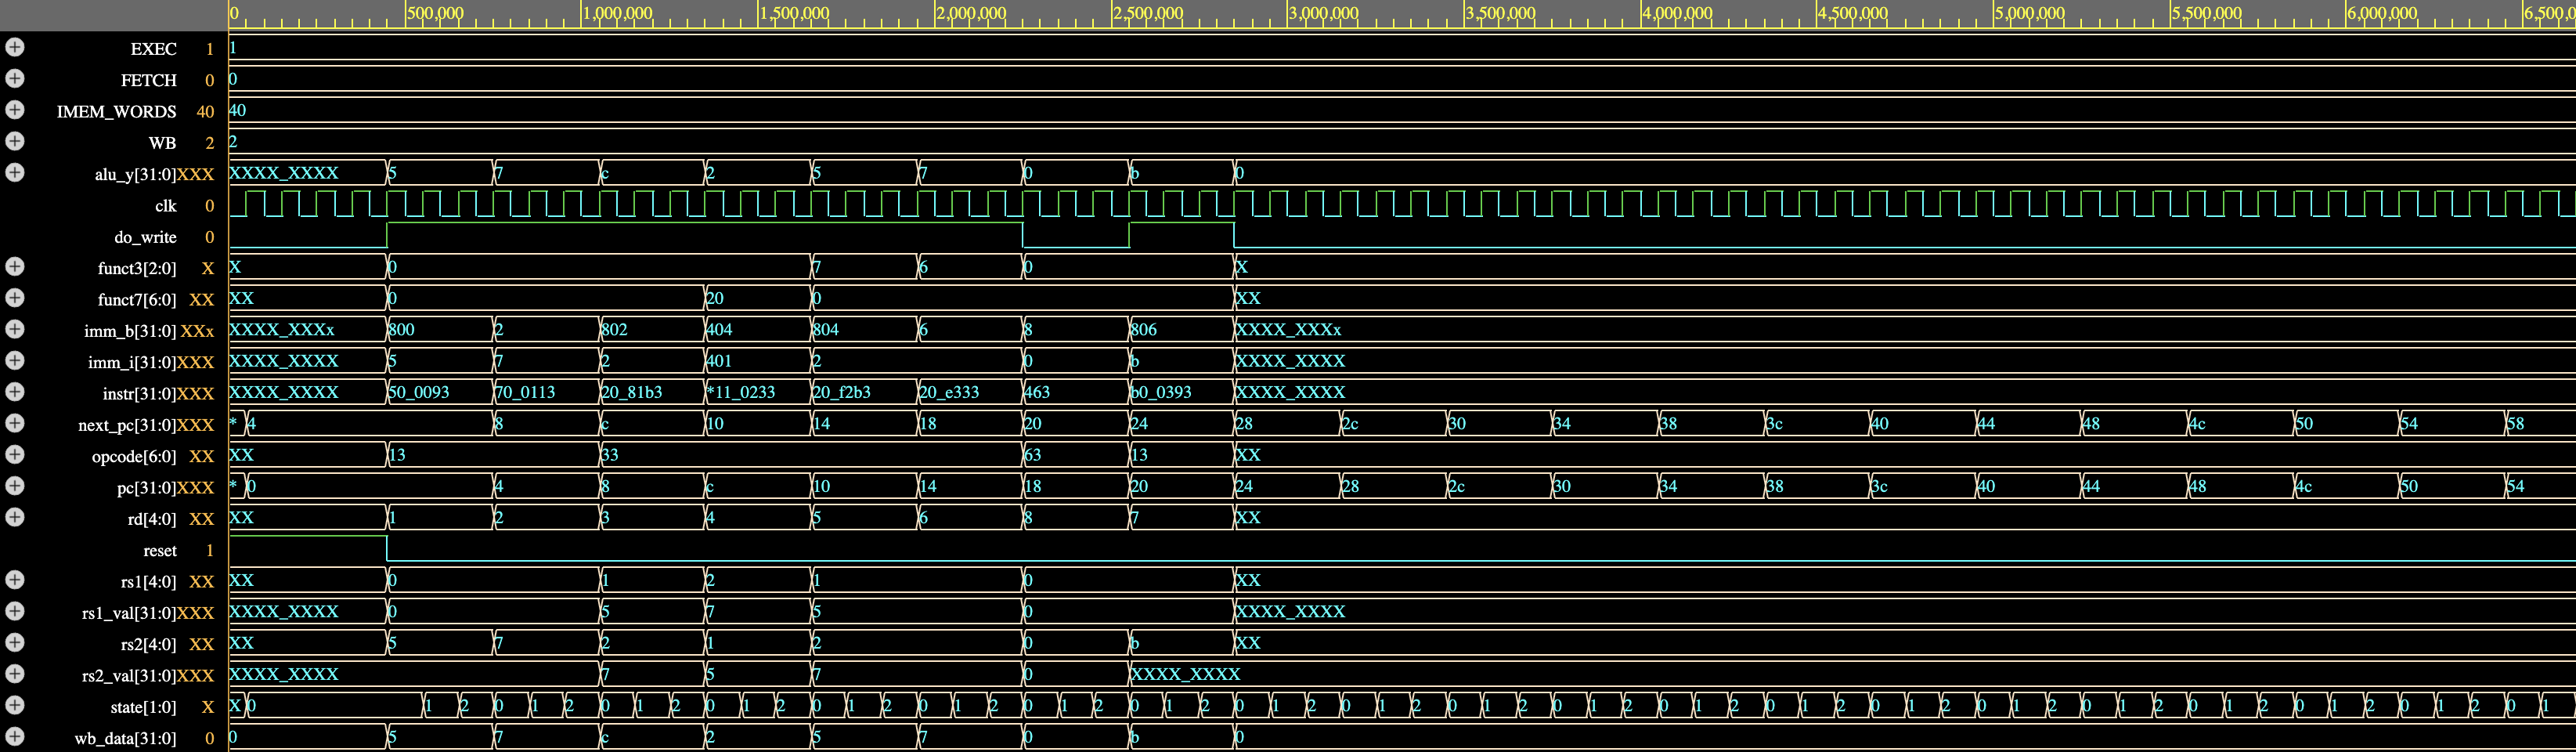 0 500,000 1,000,000 1,500,000 2,000,000 2,500,000 3,000,000 3,500,000 4,000,000 4,500,000 5,000,000 5,500,000 6,000,000 6,500,0
EXEC 1 1
FETCH 0 0
IMEM_WORDS 40 40
WB 2 2
alu_y[31:0]XXX XXXX_XXXX 5 7 c 2 5 7 0 b 0
clk 0
do_write 0
funct3[2:0] X X 0 7 6 0 X
funct7[6:0] XX XX 0 20 0 XX
imm_b[31:0] XXx XXXX_XXXx 800 2 802 404 804 6 8 806 XXXX_XXXx
imm_i[31:0]XXX XXXX_XXXX 5 7 2 401 2 0 b XXXX_XXXX
instr[31:0]XXX XXXX_XXXX 50_0093 70_0113 20_81b3 *11_0233 20_f2b3 20_e333 463 b0_0393 XXXX_XXXX
next_pc[31:0]XXX * 4 8 c 10 14 18 20 24 28 2c 30 34 38 3c 40 44 48 4c 50 54 58
opcode[6:0] XX XX 13 33 63 13 XX
pc[31:0]XXX * 0 4 8 c 10 14 18 20 24 28 2c 30 34 38 3c 40 44 48 4c 50 54
rd[4:0] XX XX 1 2 3 4 5 6 8 7 XX
reset 1
rs1[4:0] XX XX 0 1 2 1 0 XX
rs1_val[31:0]XXX XXXX_XXXX 0 5 7 5 0 XXXX_XXXX
rs2[4:0] XX XX 5 7 2 1 2 0 b XX
rs2_val[31:0]XXX XXXX_XXXX 7 5 7 0 XXXX_XXXX
state[1:0] X X 0 1 2 0 1 2 0 1 2 0 1 2 0 1 2 0 1 2 0 1 2 0 1 2 0 1 2 0 1 2 0 1 2 0 1 2 0 1 2 0 1 2 0 1 2 0 1 2 0 1 2 0 1 2 0 1 2 0 1 2 0 1
wb_data[31:0] 0 0 5 7 c 2 5 7 0 b 0